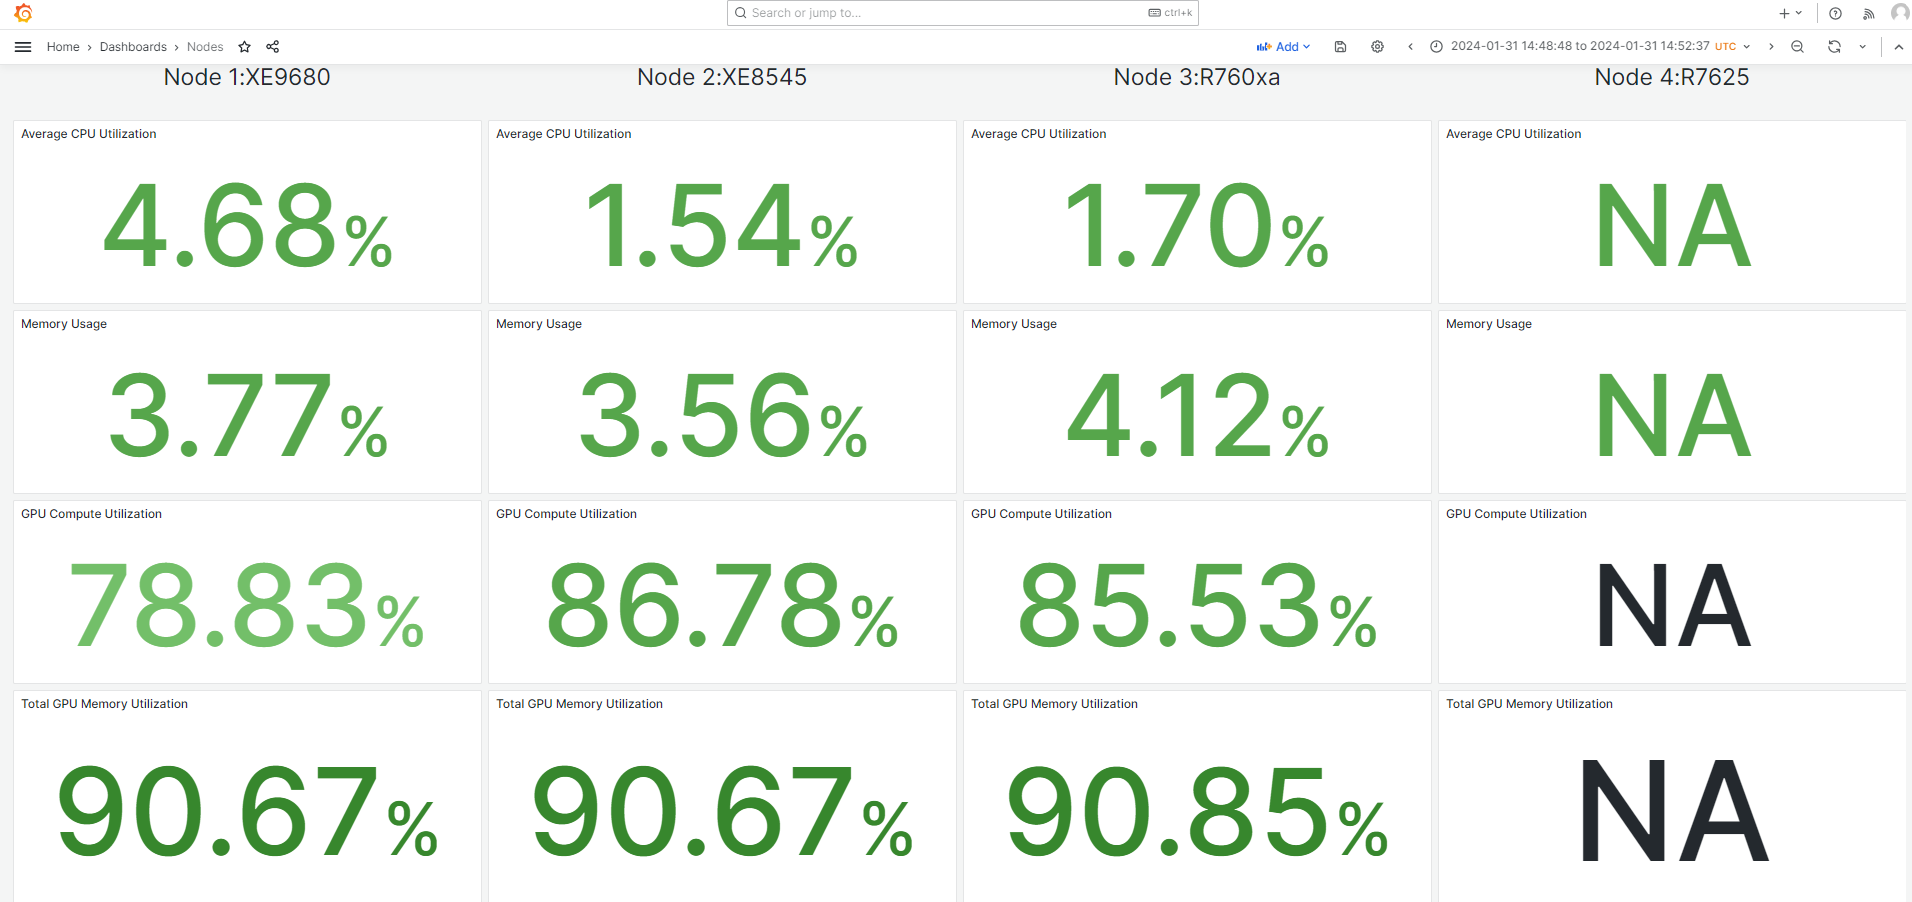 Search or jump to...
ctrl+k
Home > Dashboards > Nodes
Add
2024-01-31 14:48:48 to 2024-01-31 14:52:37 UTC
Node 1:XE9680
Node 2:XE8545
Node 3:R760xa
Node 4:R7625
Average CPU Utilization
Average CPU Utilization
Average CPU Utilization
Average CPU Utilization
4.68%
1.54%
1.70%
NA
Memory Usage
Memory Usage
Memory Usage
Memory Usage
3.77%
3.56%
4.12%
NA
GPU Compute Utilization
GPU Compute Utilization
GPU Compute Utilization
GPU Compute Utilization
78.83%
86.78%
85.53%
NA
Total GPU Memory Utilization
Total GPU Memory Utilization
Total GPU Memory Utilization
Total GPU Memory Utilization
90.67%
90.67%
90.85%
NA